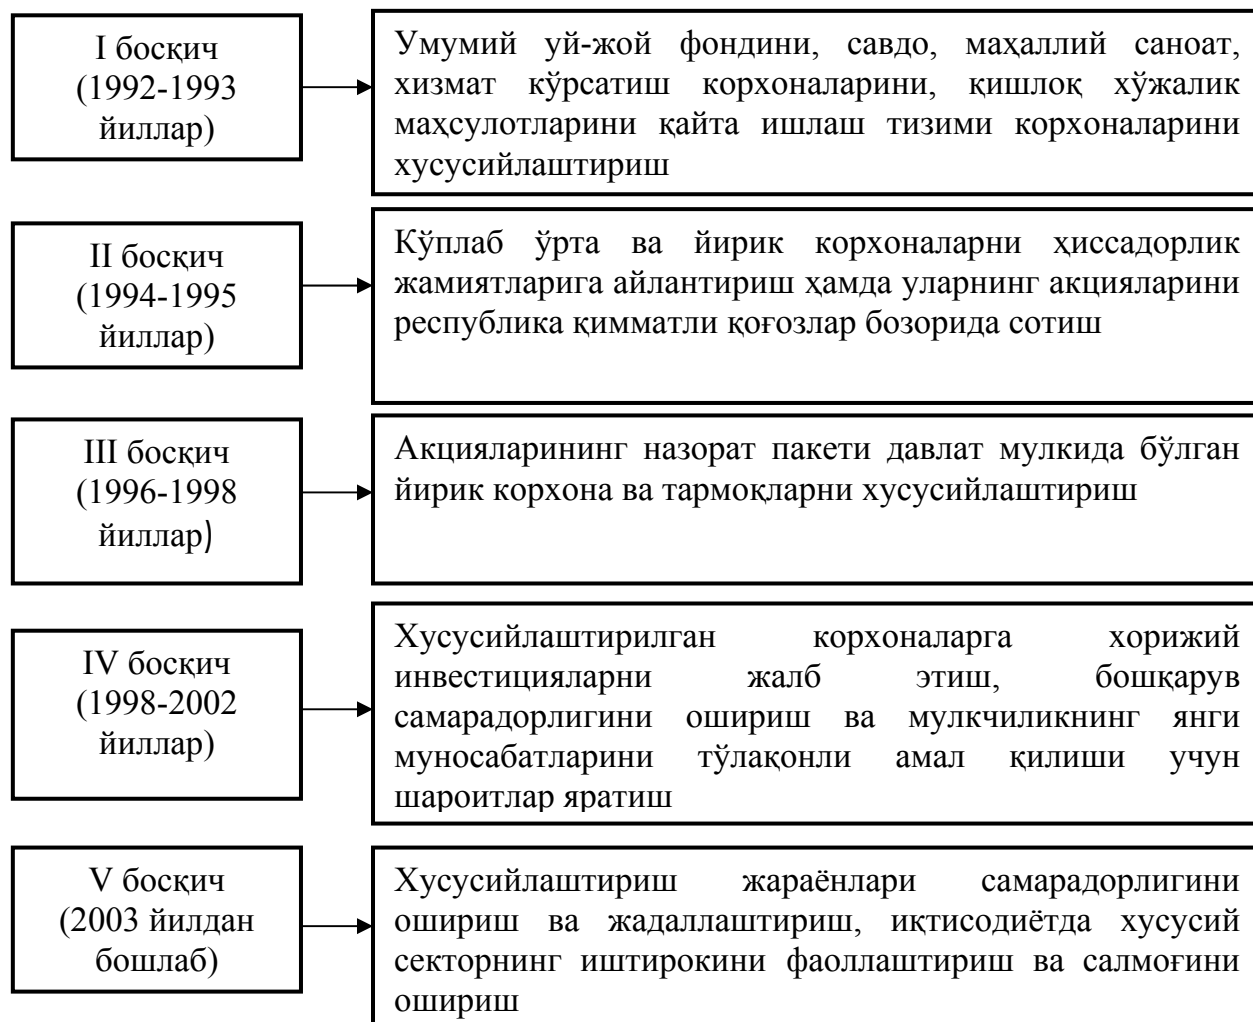 I босқич
(1992-1993
йиллар)
Умумий уй-жой фондини, савдо, маҳаллий саноат,
хизмат кўрсатиш корхоналарини, қишлоқ хўжалик
маҳсулотларини қайта ишлаш тизими корхоналарини
хусусийлаштириш
II босқич
(1994-1995
йиллар)
Кўплаб ўрта ва йирик корхоналарни ҳиссадорлик
жамиятларига айлантириш ҳамда уларнинг акцияларини
республика қимматли қоғозлар бозорида сотиш
III босқич
(1996-1998
йиллар)
Акцияларининг назорат пакети давлат мулкида бўлган
йирик корхона ва тармоқларни хусусийлаштириш
IV босқич
(1998-2002
йиллар)
Хусусийлаштирилган корхоналарга хорижий
инвестицияларни жалб этиш, бошқарув
самарадорлигини ошириш ва мулкчиликнинг янги
муносабатларини тўлақонли амал қилиши учун
шароитлар яратиш
V босқич
(2003 йилдан
бошлаб)
Хусусийлаштириш жараёнлари самарадорлигини
ошириш ва жадаллаштириш, иқтисодиётда хусусий
секторнинг иштирокини фаоллаштириш ва салмоғини
ошириш